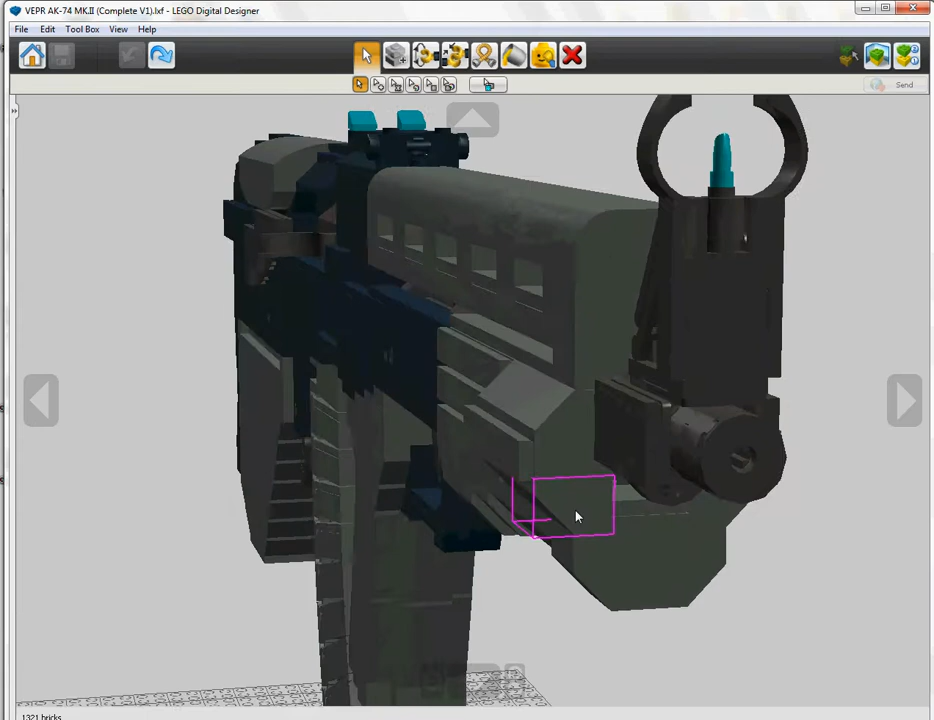 VEPR AK-74 MK.II (Complete V1).lxf - LEGO Digital Designer
File Edit Tool Box View Help
Send
1321 bricks